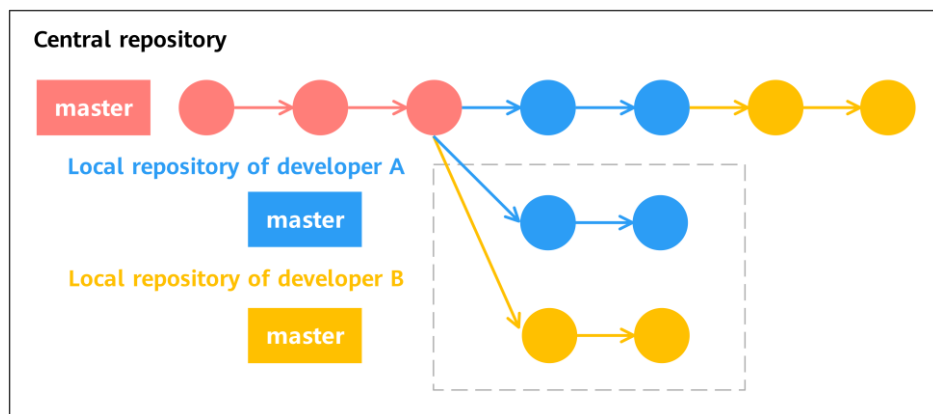 Central repository
master
Local repository of developer A
master
Local repository of developer B
master